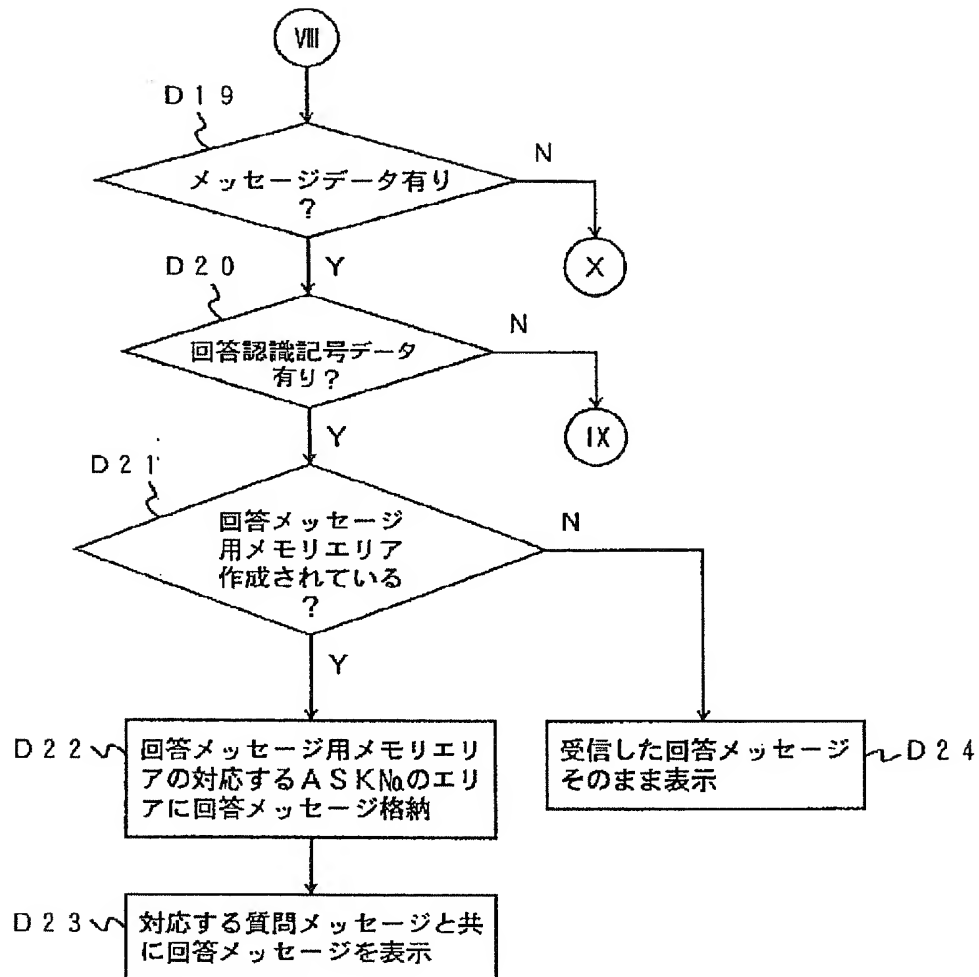 Ⅷ
D19
メッセージデータ有り
?
N
X
Y
D20
回答認識記号データ
有り?
N
IX
Y
D21
回答メッセージ
用メモリエリア
作成されている
?
N
Y
D22
回答メッセージ用メモリエリ
アの対応するASK№のエリ
アに回答メッセージ格納
受信した回答メッセージ
そのまま表示
D24
D23
対応する質問メッセージと共
に回答メッセージを表示